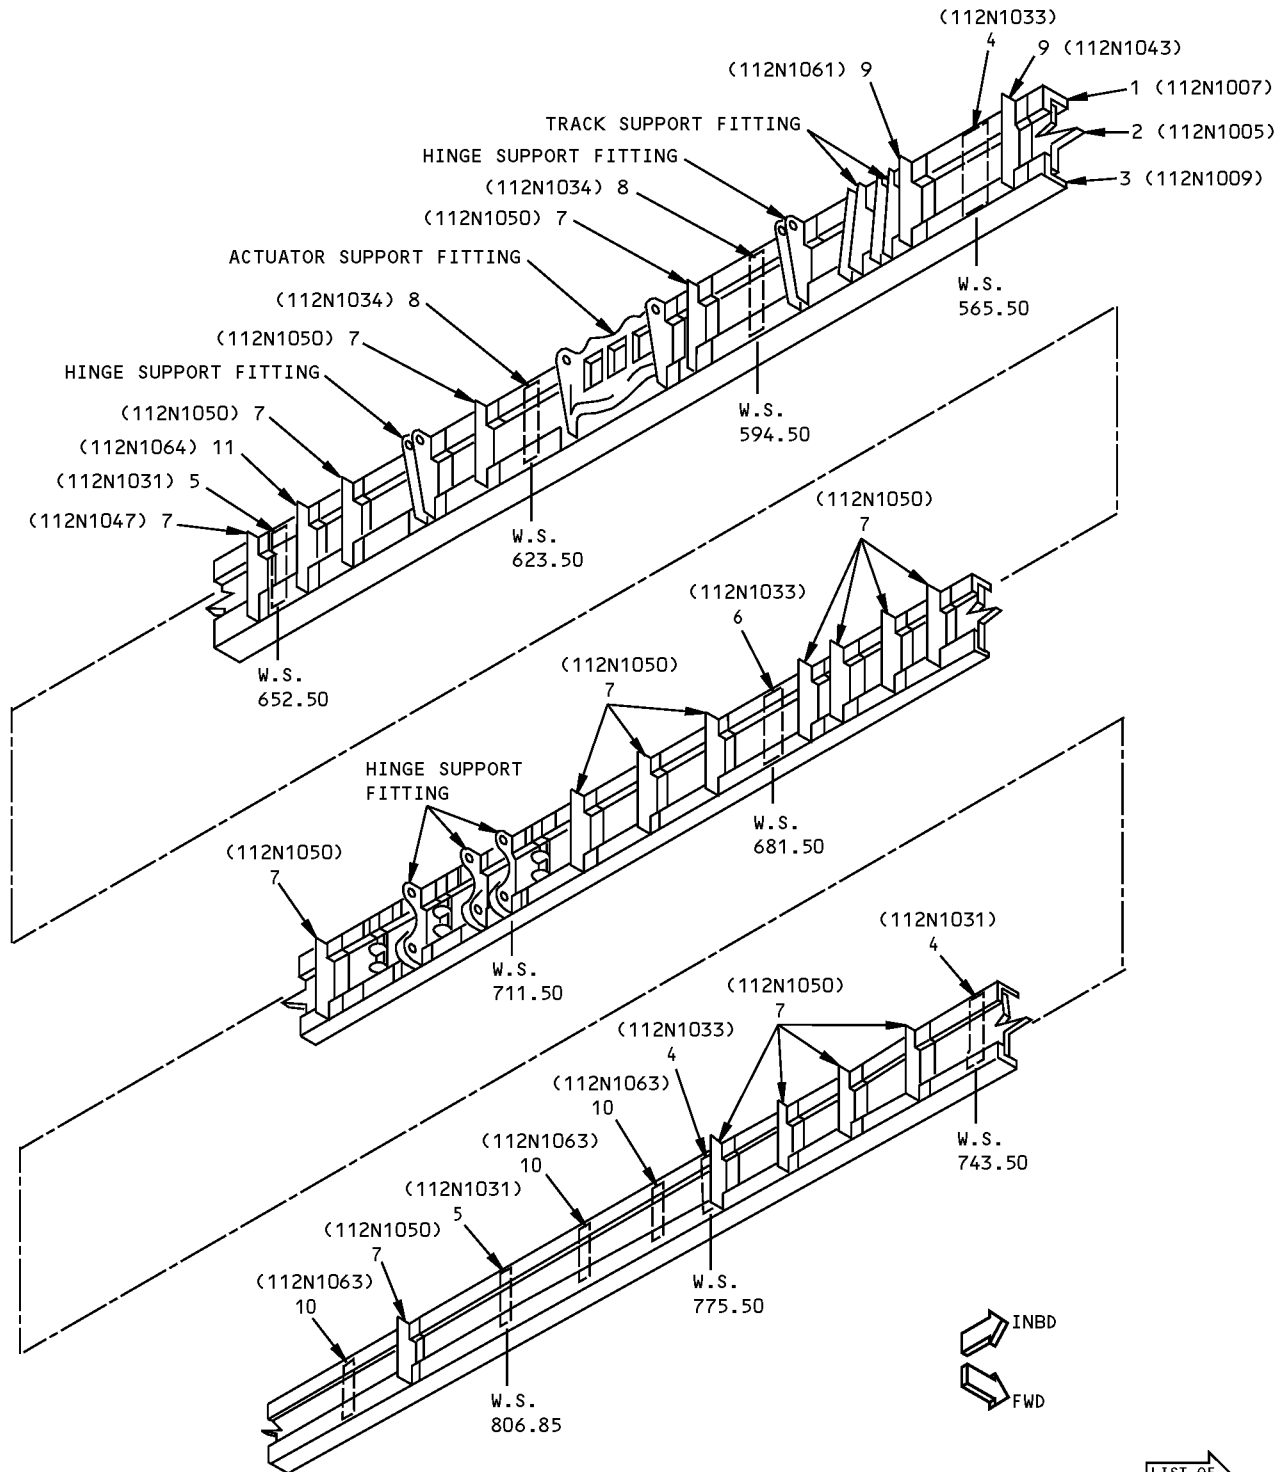 (112N1033)
4
9 (112N1043)
(112N1061) 9
1 (112N1007)
TRACK SUPPORT FITTING
2 (112N1005)
HINGE SUPPORT FITTING
3 (112N1009)
(112N1034) 8
(112N1050) 7
ACTUATOR SUPPORT FITTING
W.S.
565.50
(112N1034) 8
(112N1050) 7
HINGE SUPPORT FITTING
W.S.
594.50
(112N1050) 7
(112N1064) 11
(112N1031) 5
(112N1047) 7
W.S.
623.50
(112N1050)
7
W.S.
652.50
(112N1033)
6
(112N1050)
7
HINGE SUPPORT
FITTING
W.S.
681.50
(112N1050)
7
W.S.
711.50
(112N1031)
4
(112N1050)
7
(112N1033)
4
W.S.
743.50
(112N1063)
10
(112N1063)
10
(112N1031)
5
(112N1050)
7
(112N1063)
10
W.S.
775.50
W.S.
806.85
INBD
FWD
LIST OF